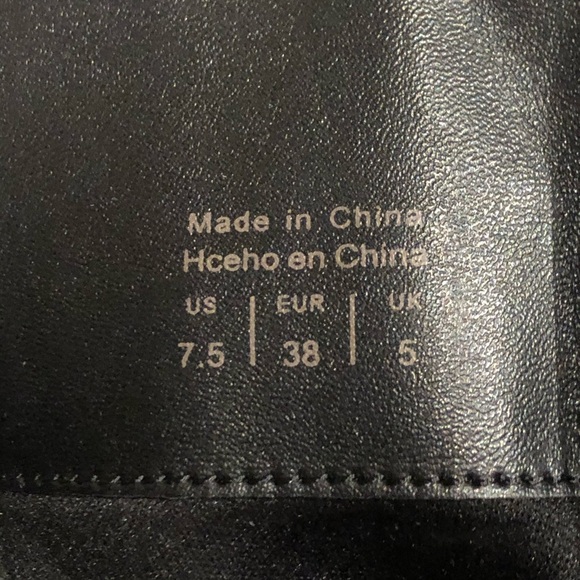 Made in China
Hceho en China
US | EUR | UK
7.5 | 38 | 5